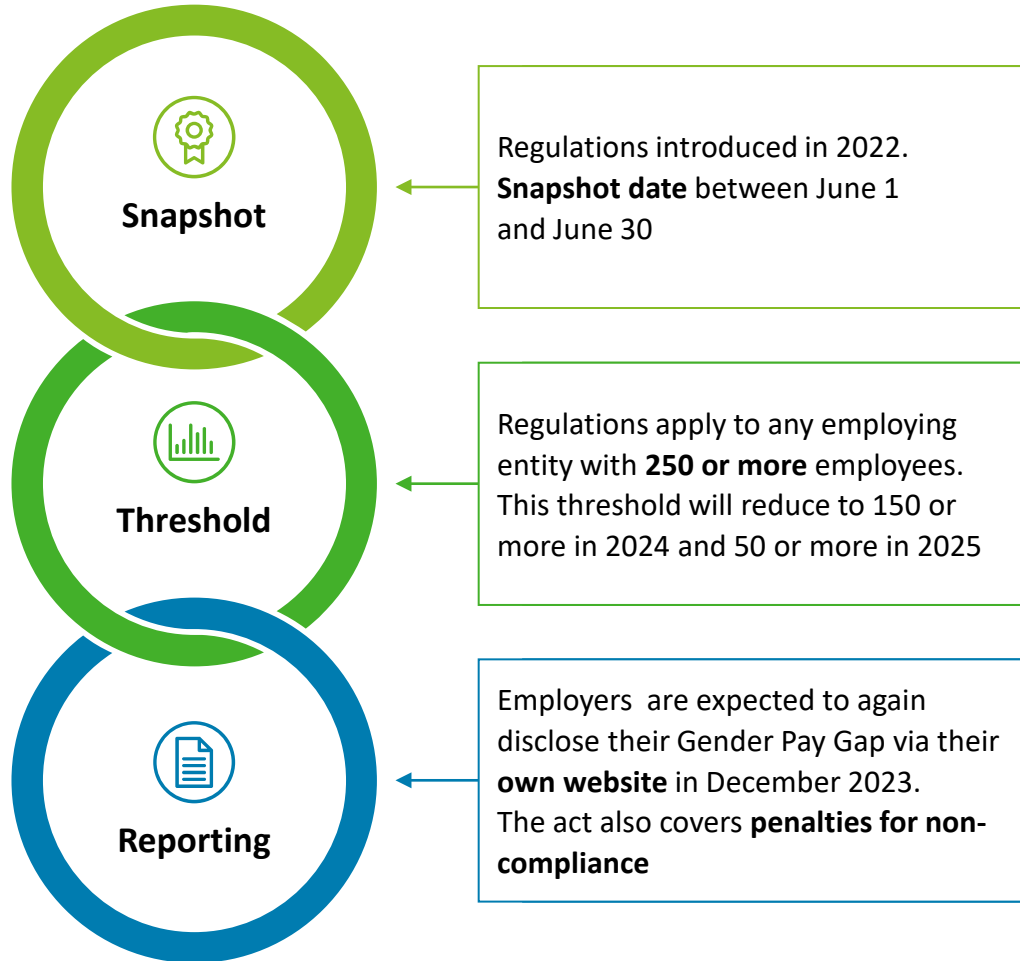 Snapshot
Regulations introduced in 2022.
Snapshot date between June 1
and June 30
Threshold
Regulations apply to any employing
entity with 250 or more employees.
This threshold will reduce to 150 or
more in 2024 and 50 or more in 2025
Reporting
Employers  are expected to again
disclose their Gender Pay Gap via their
own website in December 2023.
The act also covers penalties for non-
compliance